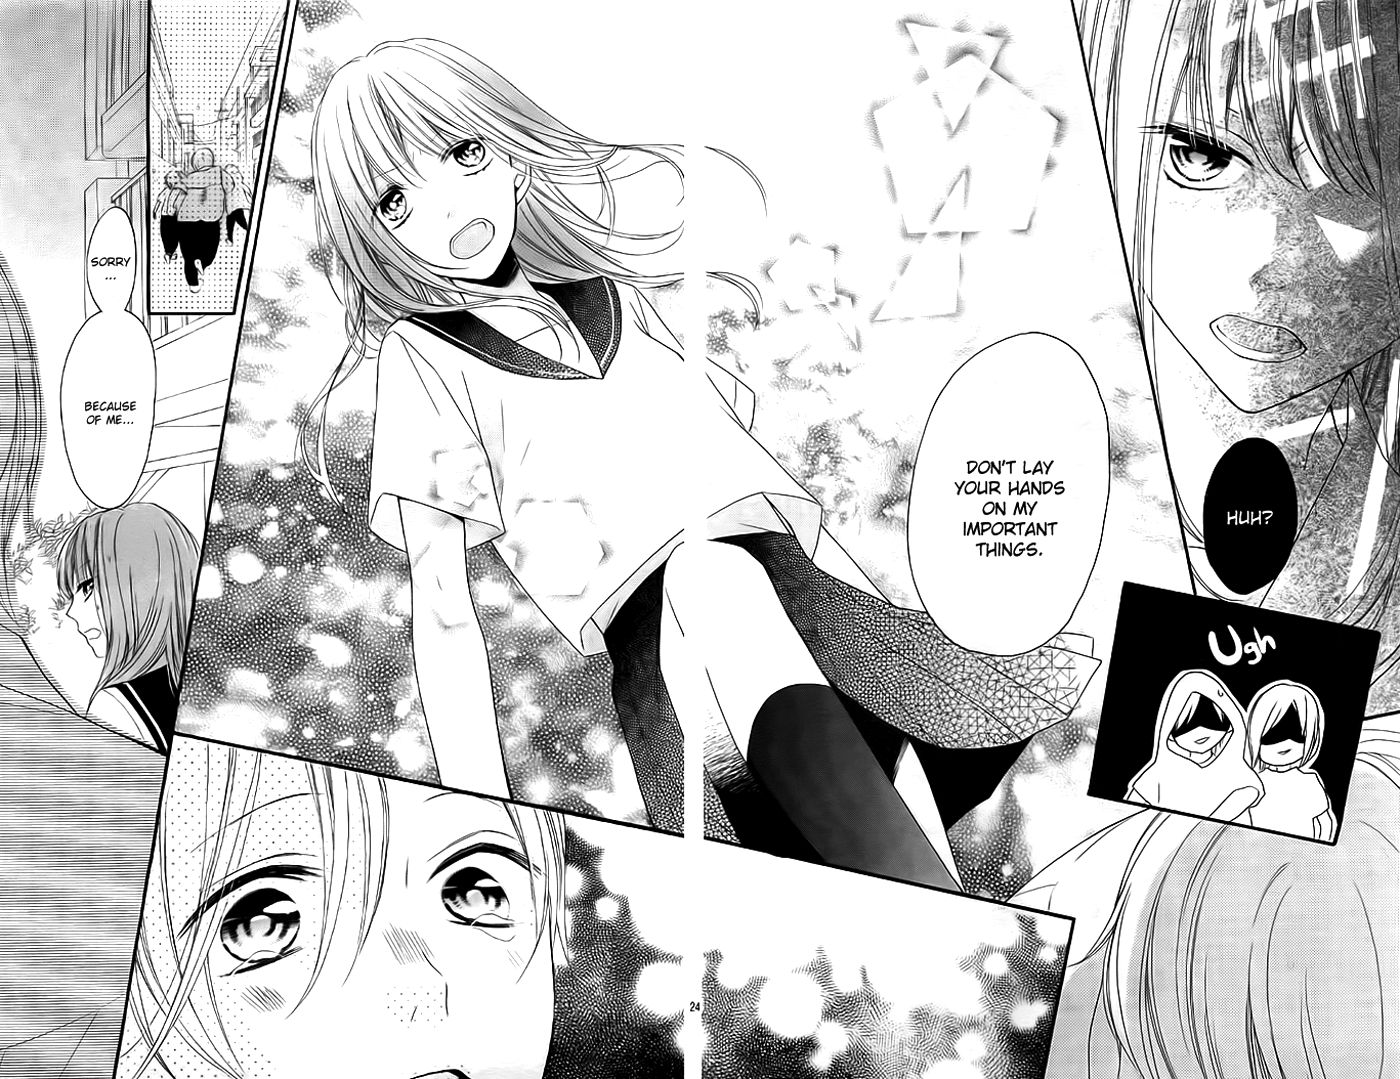 HUH?
Ugh
DON'T LAY
YOUR HANDS
ON MY
IMPORTANT
THINGS.
SORRY
...
BECAUSE
OF ME...
24